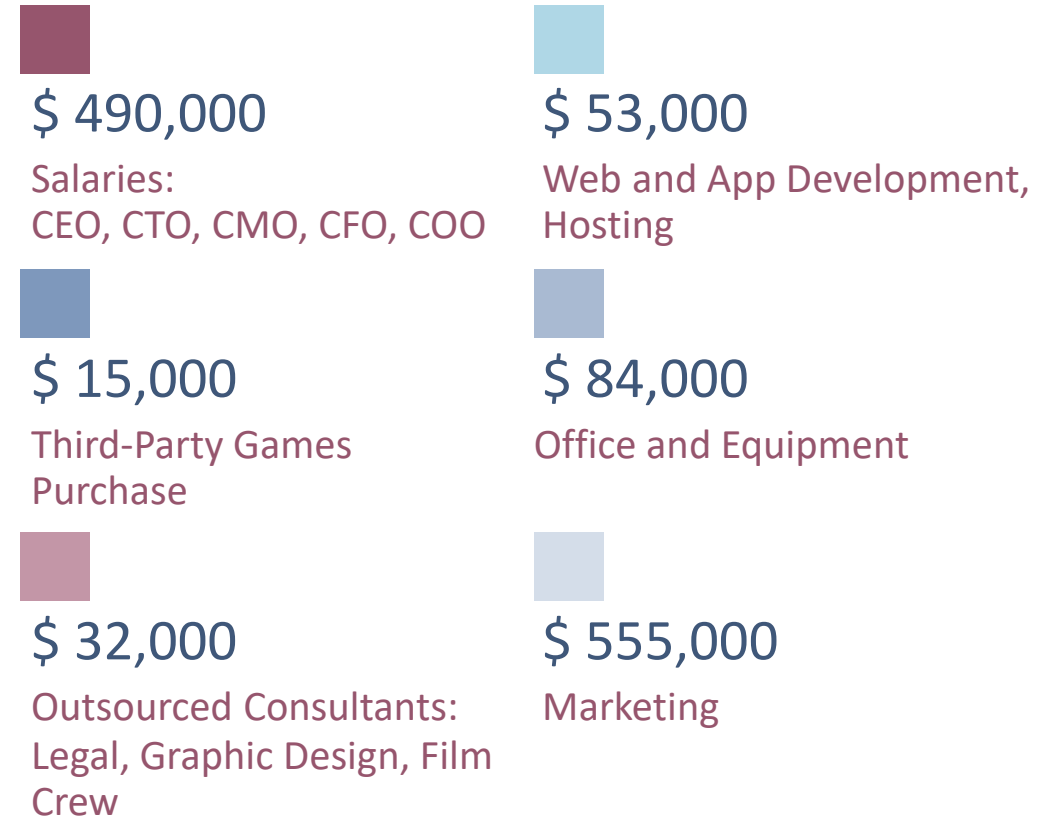 $ 490,000
Salaries:
CEO, CTO, CMO, CFO, COO
$ 53,000
Web and App Development,
Hosting
$ 15,000
Third-Party Games
Purchase
$ 84,000
Office and Equipment
$ 32,000
Outsourced Consultants:
Legal, Graphic Design, Film
Crew
$ 555,000
Marketing